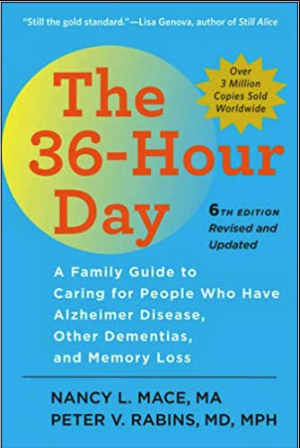 “Still the gold standard.”—Lisa Genova, author of Still Alice
Over
3 Million
Copies Sold
Worldwide
The
36-Hour
Day
6TH EDITION
Revised and
Updated
A Family Guide to
Caring for People Who Have
Alzheimer Disease,
Other Dementias,
and Memory Loss
NANCY L. MACE, MA
PETER V. RABINS, MD, MPH